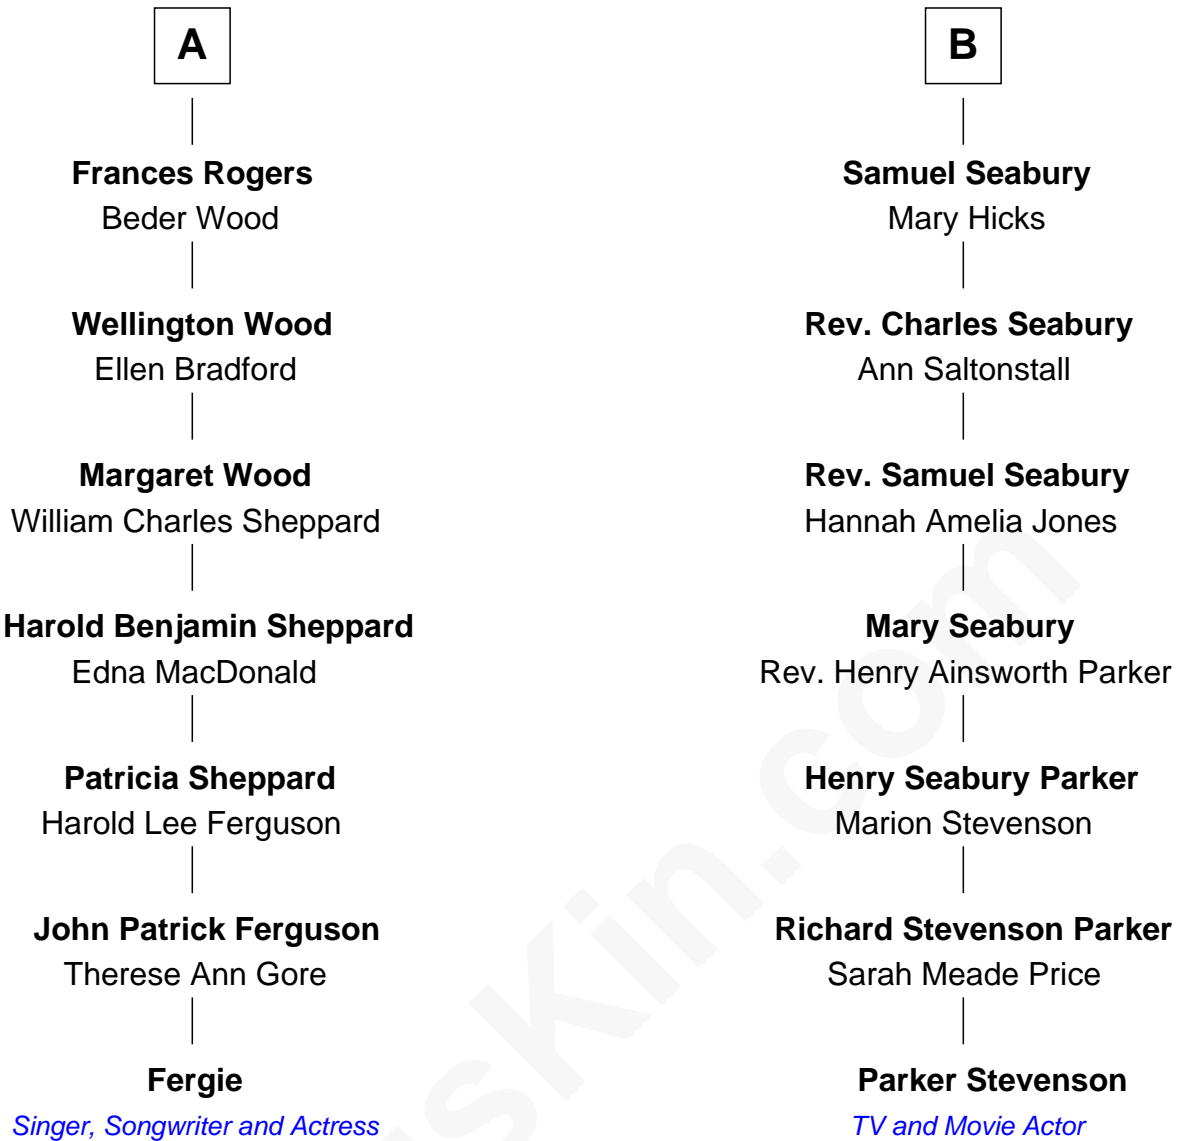 A
Frances Rogers
Beder Wood
Wellington Wood
Ellen Bradford
Margaret Wood
William Charles Sheppard
Harold Benjamin Sheppard
Edna MacDonald
Patricia Sheppard
Harold Lee Ferguson
John Patrick Ferguson
Therese Ann Gore
Fergie
Singer, Songwriter and Actress
B
Samuel Seabury
Mary Hicks
Rev. Charles Seabury
Ann Saltonstall
Rev. Samuel Seabury
Hannah Amelia Jones
Mary Seabury
Rev. Henry Ainsworth Parker
Henry Seabury Parker
Marion Stevenson
Richard Stevenson Parker
Sarah Meade Price
Parker Stevenson
TV and Movie Actor
sKin.com